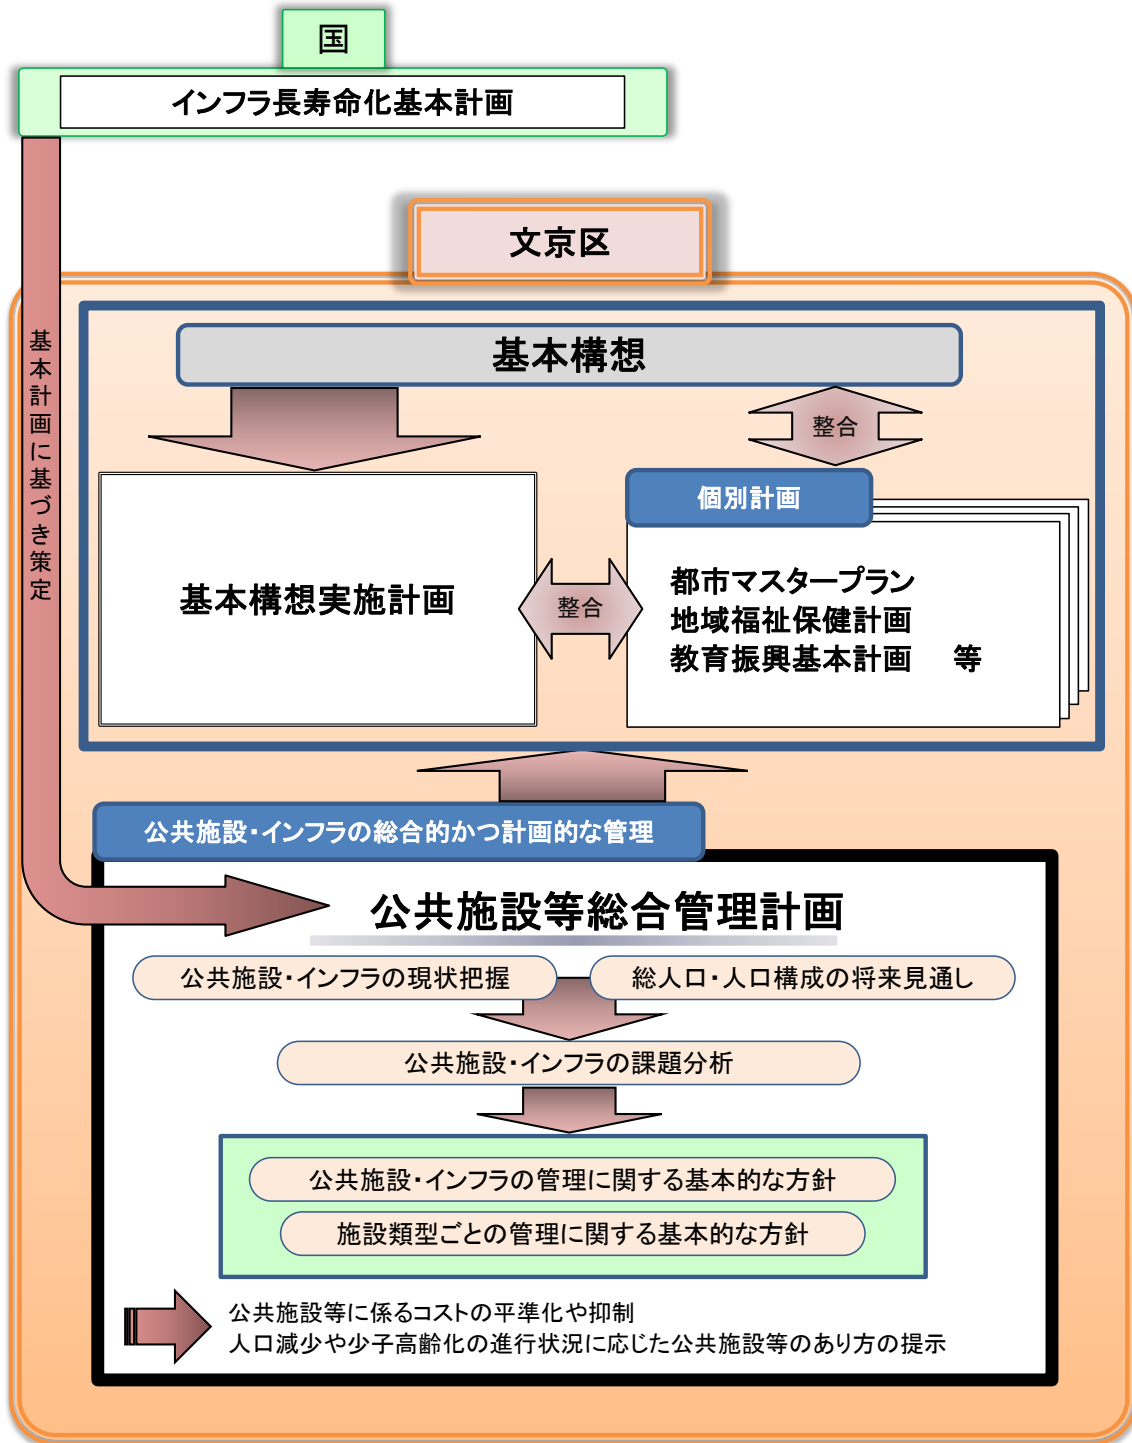 国
インフラ長寿命化基本計画
文京区
基本計画に基づき策定
基本構想
整合
個別計画
基本構想実施計画
整合
都市マスタープラン
地域福祉保健計画
教育振興基本計画　等
公共施設・インフラの総合的かつ計画的な管理
公共施設等総合管理計画
公共施設・インフラの現状把握
総人口・人口構成の将来見通し
公共施設・インフラの課題分析
公共施設・インフラの管理に関する基本的な方針
施設類型ごとの管理に関する基本的な方針
公共施設等に係るコストの平準化や抑制
人口減少や少子高齢化の進行状況に応じた公共施設等のあり方の提示